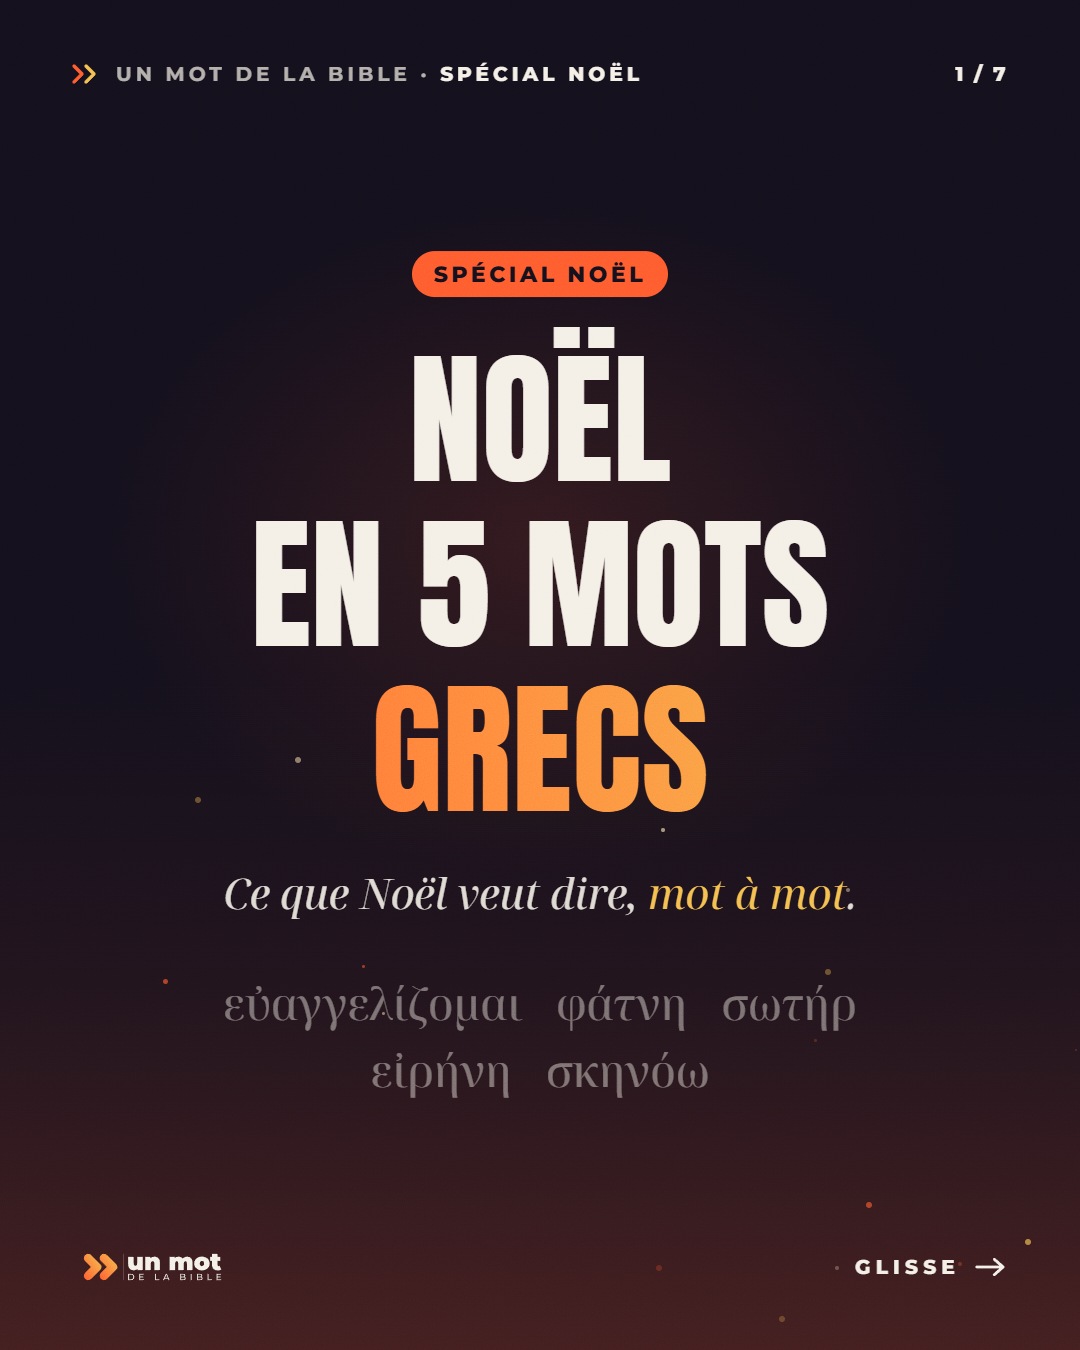 UN MOT DE LA BIBLE · SPÉCIAL NOËL
1 / 7
SPÉCIAL NOËL
NOËL
EN 5 MOTS
GRECS
Ce que Noël veut dire, mot à mot.
εὐαγγελίζομαι φάτνη σωτήρ
εἰρήνη σκηνόω
un mot
DE LA BIBLE
GLISSE →